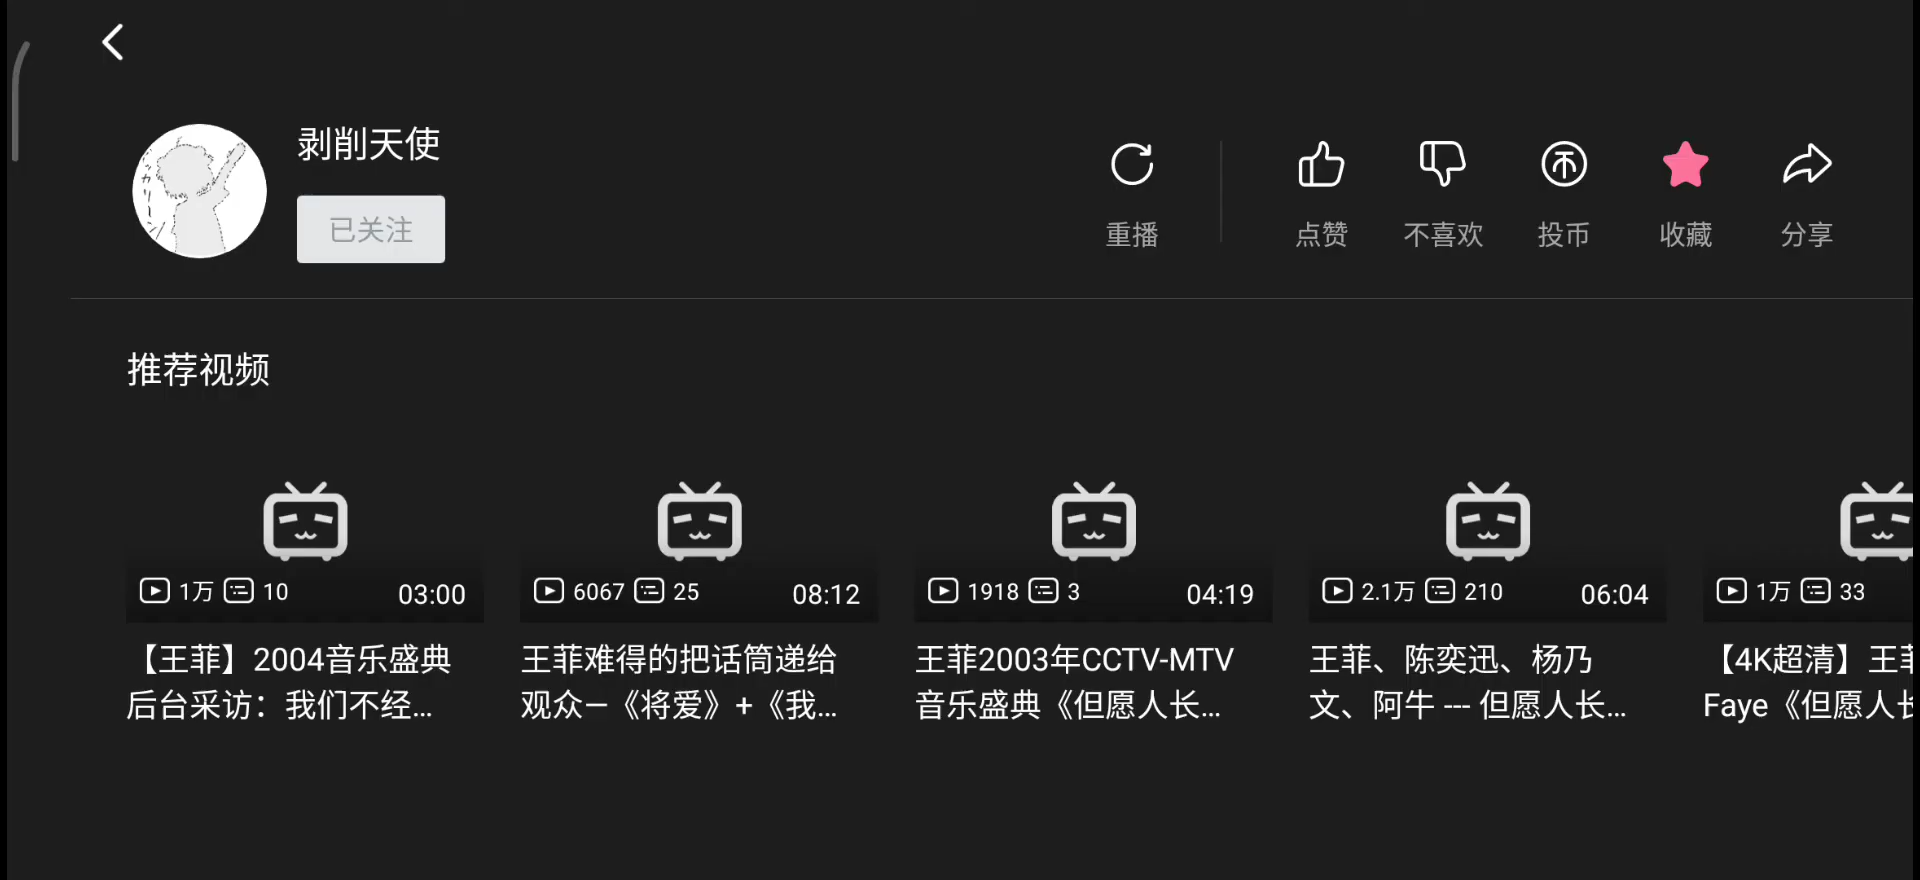 剥削天使
已关注
重播
点赞
不喜欢
投币
收藏
分享
推荐视频
1万 10 03:00
【王菲】2004音乐盛典
后台采访：我们不经...
6067 25 08:12
王菲难得的把话筒递给
观众—《将爱》+《我...
1918 3 04:19
王菲2003年CCTV-MTV
音乐盛典《但愿人长...
2.1万 210 06:04
王菲、陈奕迅、杨乃
文、阿牛 --- 但愿人长...
1万 33
【4K超清】王菲
Faye《但愿人长